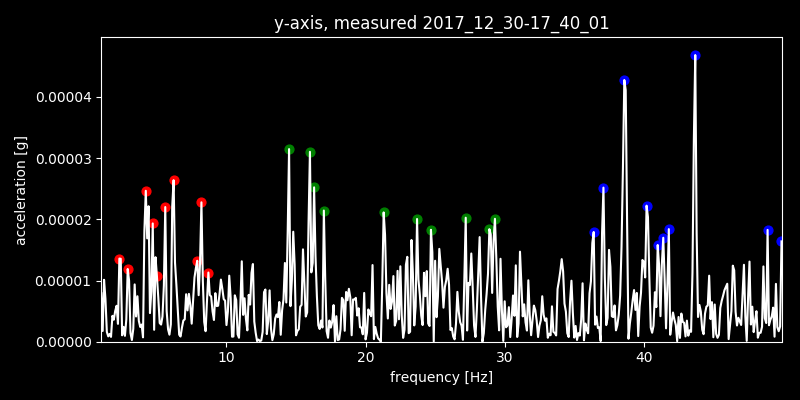 y-axis, measured 2017_12_30-17_40_01
acceleration [g]
0.00004
0.00003
0.00002
0.00001
0.00000
10 20 30 40
frequency [Hz]